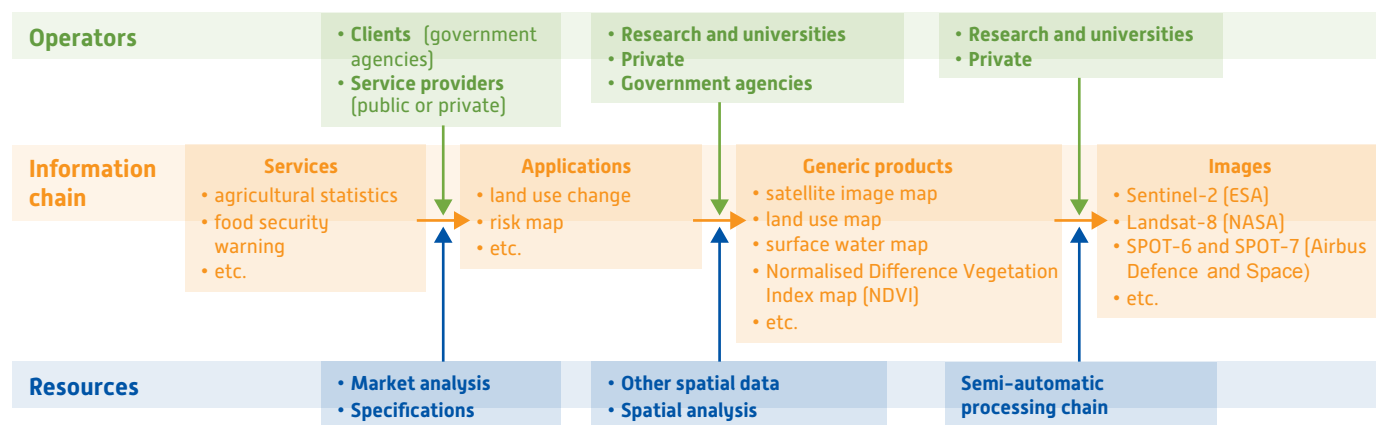 Operators
• Clients (government
agencies)
• Service providers
(public or private)
• Research and universities
• Private
• Government agencies
• Research and universities
• Private
Information
chain
Services
• agricultural statistics
• food security
warning
• etc.
Applications
• land use change
• risk map
• etc.
Generic products
• satellite image map
• land use map
• surface water map
• Normalised Difference Vegetation
Index map (NDVI)
• etc.
Images
• Sentinel-2 (ESA)
• Landsat-8 (NASA)
• SPOT-6 and SPOT-7 (Airbus
Defence and Space)
• etc.
Resources
• Market analysis
• Specifications
• Other spatial data
• Spatial analysis
Semi-automatic
processing chain